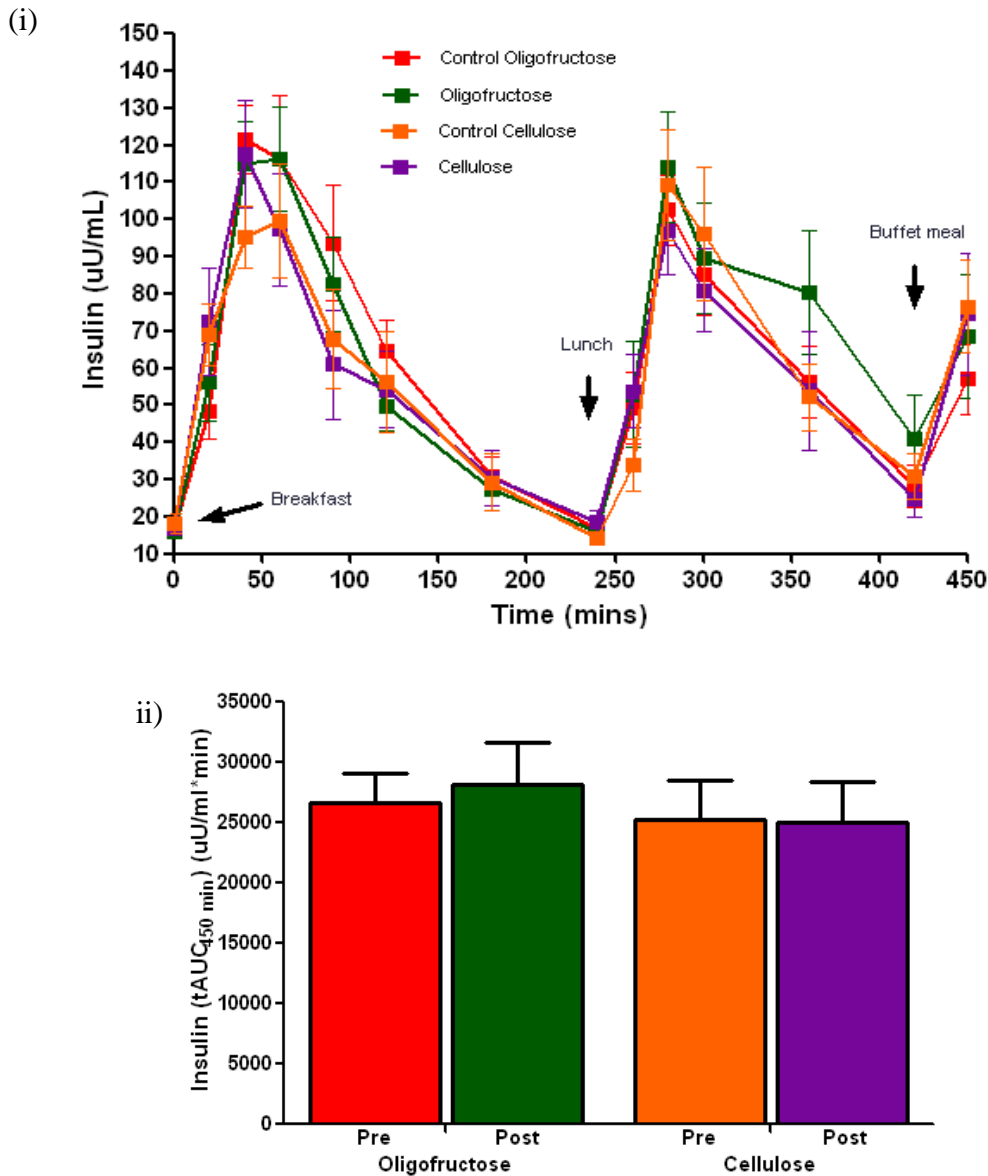 (i)
150
140
130
120
110
100
90
80
70
60
50
40
30
20
10
Insulin (uU/mL)
Control Oligofructose
Oligofructose
Control Cellulose
Cellulose
Breakfast
Lunch
Buffet meal
0 50 100 150 200 250 300 350 400 450
Time (mins)
ii)
35000
30000
25000
20000
15000
10000
5000
0
Insulin (tAUC450 min) (uU/ml*min)
Pre Post Pre Post
Oligofructose Cellulose